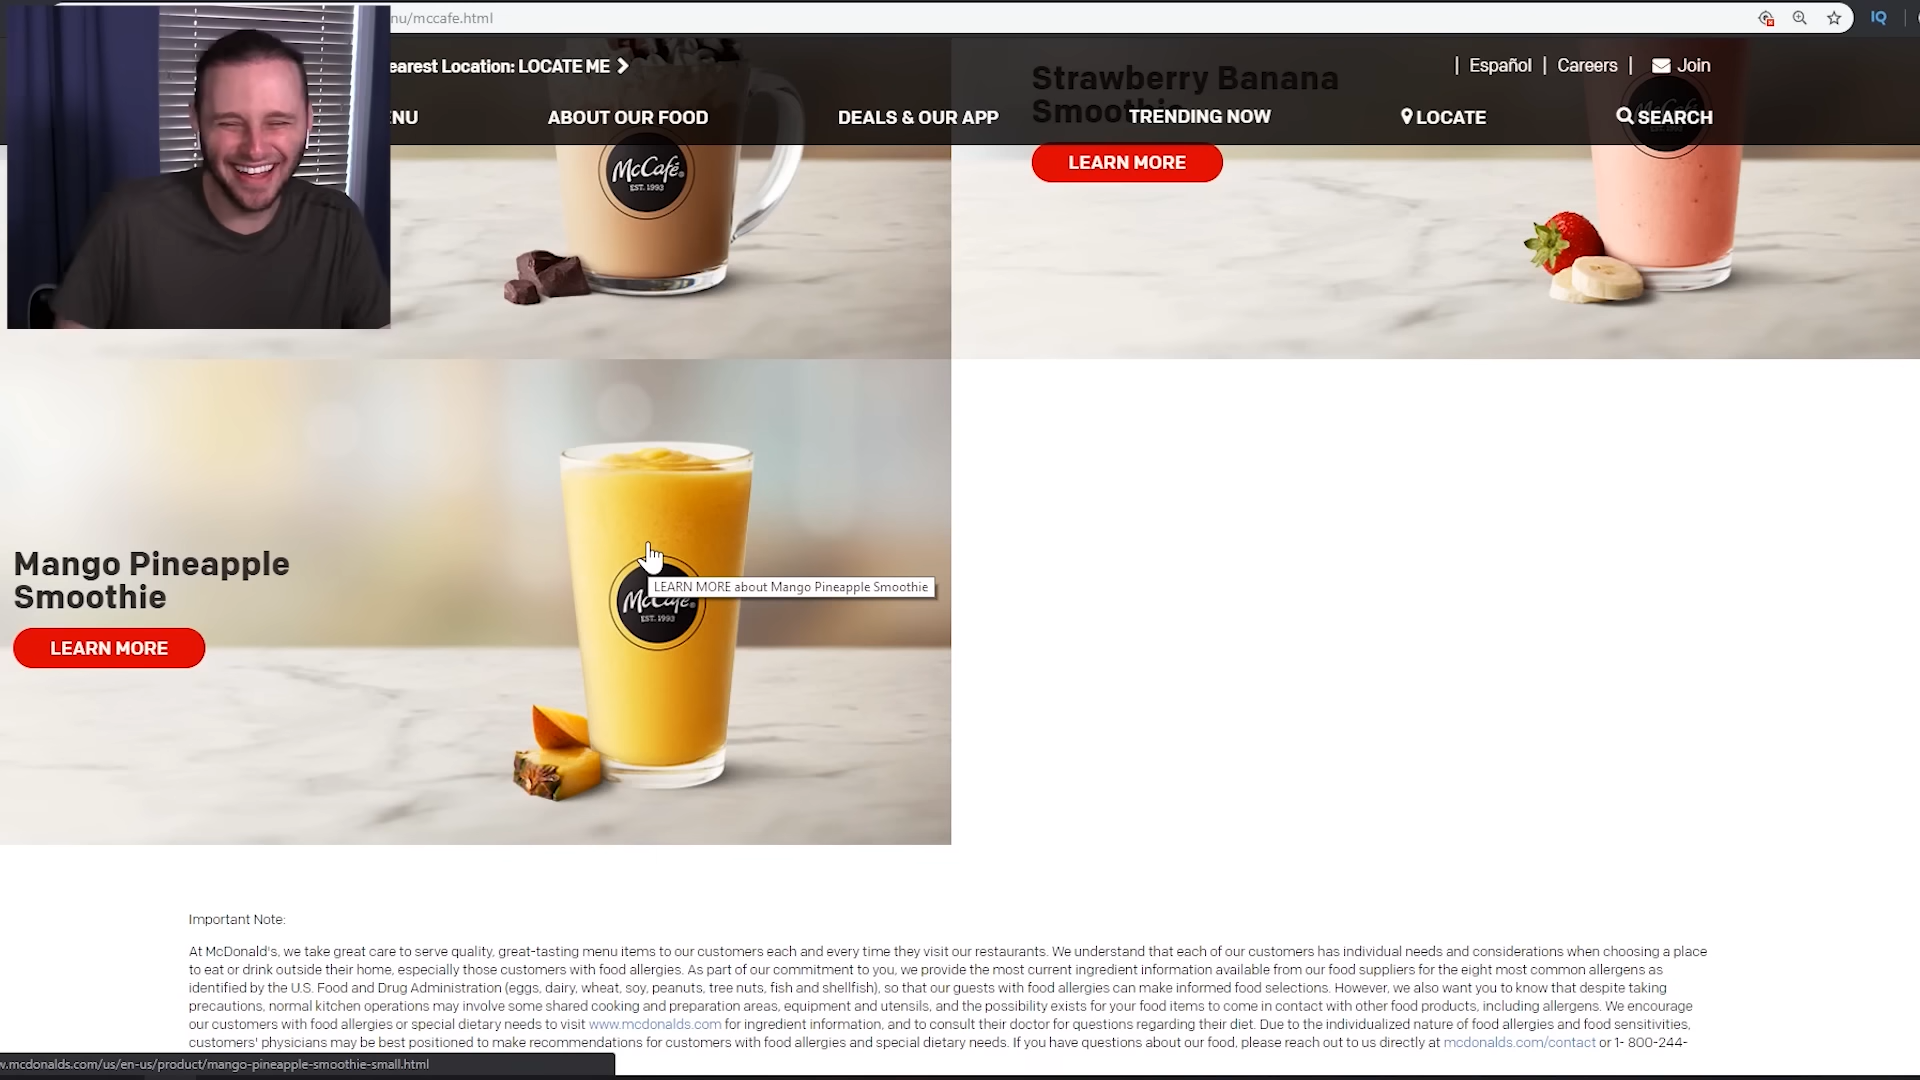 nu/mccafe.html
IQ
earest Location: LOCATE ME
| Español | Careers | Join
NU
ABOUT OUR FOOD
DEALS & OUR APP
TRENDING NOW
LOCATE
SEARCH
McCafé®
EST. 1993
Strawberry Banana
Smoothie
LEARN MORE
McCafé
EST. 1993
Mango Pineapple
Smoothie
LEARN MORE
LEARN MORE about Mango Pineapple Smoothie
McCafé®
EST. 1993
Important Note:
At McDonald's, we take great care to serve quality, great-tasting menu items to our customers each and every time they visit our restaurants. We understand that each of our customers has individual needs and considerations when choosing a place
to eat or drink outside their home, especially those customers with food allergies. As part of our commitment to you, we provide the most current ingredient information available from our food suppliers for the eight most common allergens as
identified by the U.S. Food and Drug Administration (eggs, dairy, wheat, soy, peanuts, tree nuts, fish and shellfish), so that our guests with food allergies can make informed food selections. However, we also want you to know that despite taking
precautions, normal kitchen operations may involve some shared cooking and preparation areas, equipment and utensils, and the possibility exists for your food items to come in contact with other food products, including allergens. We encourage
our customers with food allergies or special dietary needs to visit www.mcdonalds.com for ingredient information, and to consult their doctor for questions regarding their diet. Due to the individualized nature of food allergies and food sensitivities,
customers' physicians may be best positioned to make recommendations for customers with food allergies and special dietary needs. If you have questions about our food, please reach out to us directly at mcdonalds.com/contact or 1- 800-244-
w.mcdonalds.com/us/en-us/product/mango-pineapple-smoothie-small.html